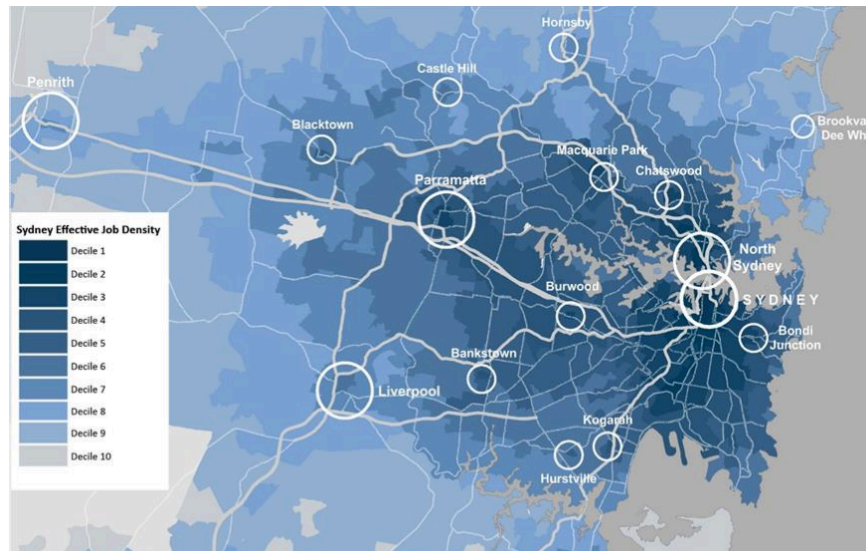 Hornsby
Castle Hill
Penrith
Blacktown
Brookva
Dee Wh
Macquarie Park
Chatswood
Parramatta
Sydney Effective Job Density
Decile 1
Decile 2
Decile 3
Decile 4
Decile 5
Decile 6
Decile 7
Decile 8
Decile 9
Decile 10
North
Sydney
SYDNEY
Burwood
Bondi
Junction
Bankstown
Liverpool
Kogarah
Hurstville